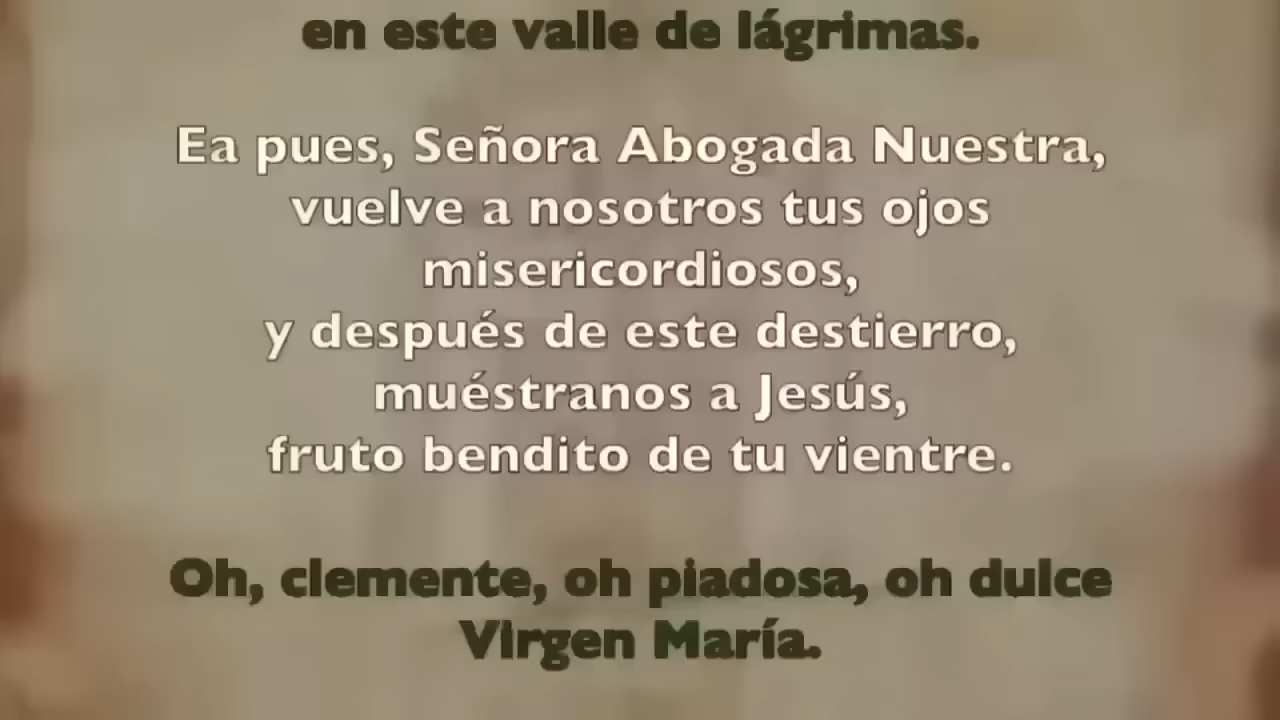 en este valle de lágrimas.
Ea pues, Señora Abogada Nuestra,
vuelve a nosotros tus ojos
misericordiosos,
y después de este destierro,
muéstranos a Jesús,
fruto bendito de tu vientre.
Oh, clemente, oh piadosa, oh dulce
Virgen María.